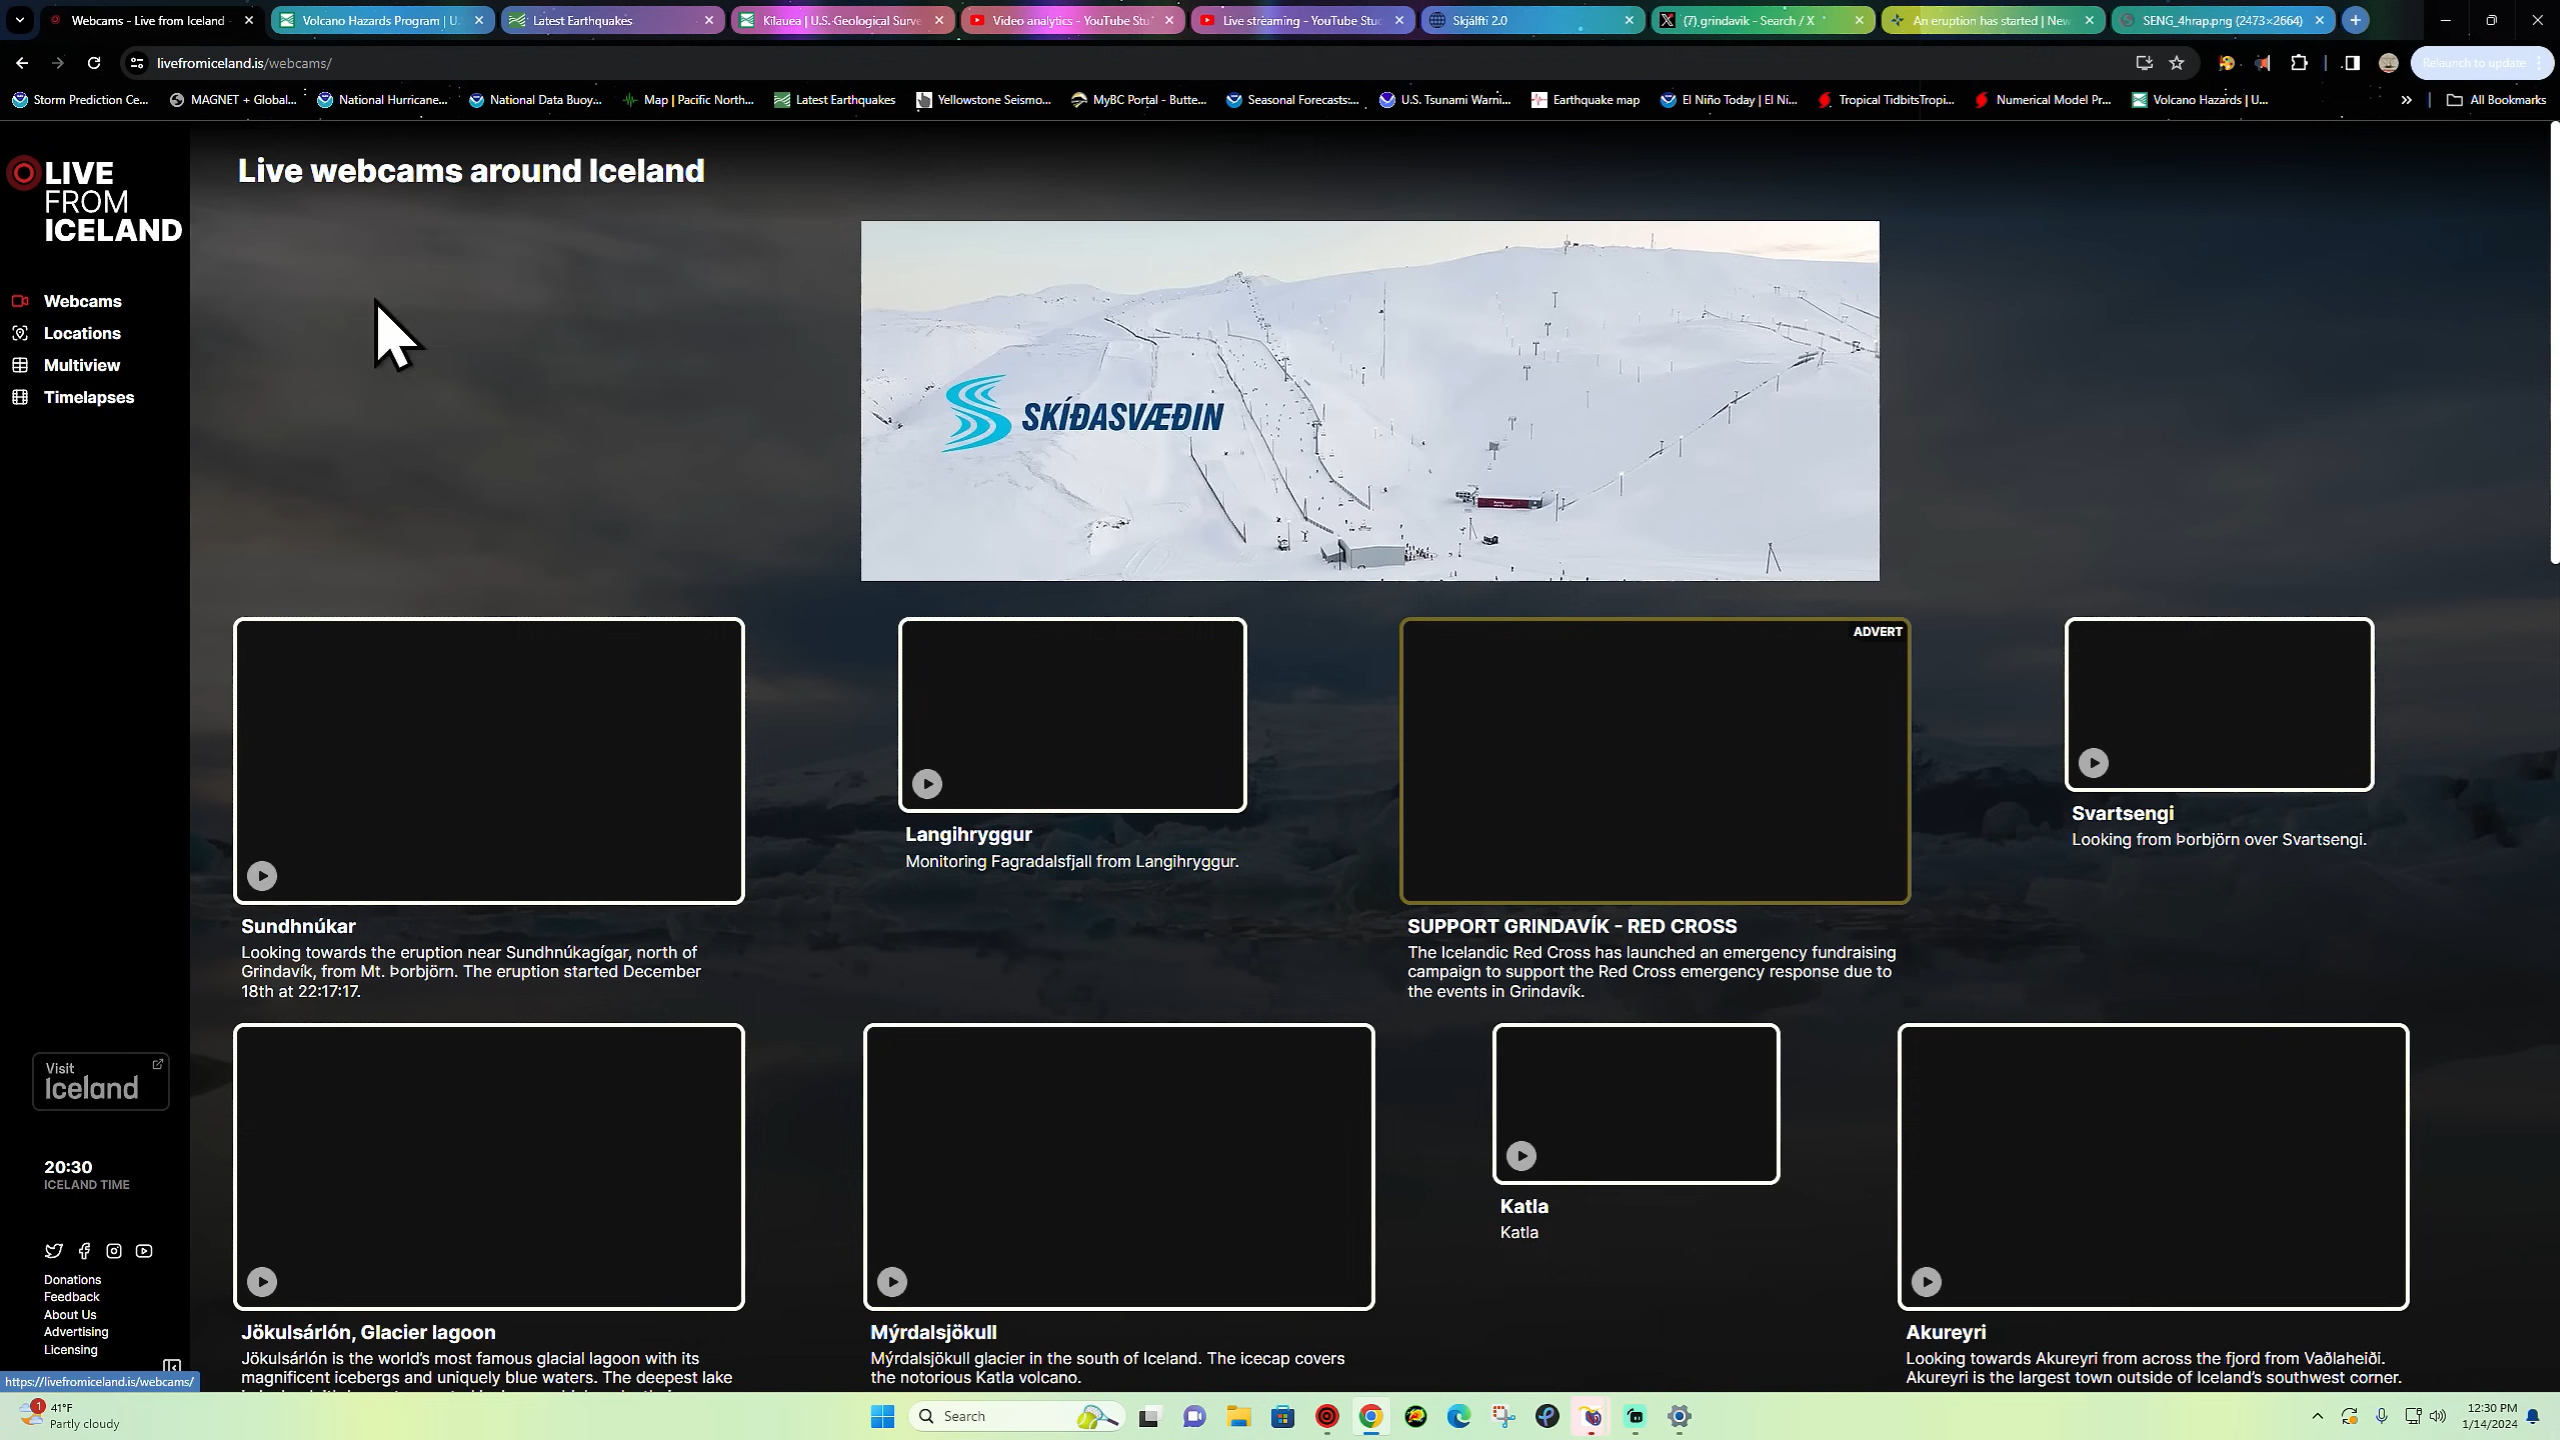 Webcams - Live from Iceland
Volcano Hazards Program | U.
Latest Earthquakes
Kilauea | U.S. Geological Surve
Video analytics - YouTube Stu
Live streaming - YouTube Stu
Skjálfti 2.0
(7) grindavik - Search / X
An eruption has started | New
SENG_4hrap.png (2473×2664)
livefromiceland.is/webcams/
Relaunch to update
Storm Prediction Ce...
MAGNET + Global...
National Hurricane...
National Data Buoy...
Map | Pacific North...
Latest Earthquakes
Yellowstone Seismo...
MyBC Portal - Butte...
Seasonal Forecasts:...
U.S. Tsunami Warni...
Earthquake map
El Niño Today | El Ni...
Tropical TidbitsTropi...
Numerical Model Pr...
Volcano Hazards | U...
All Bookmarks
LIVE
FROM
ICELAND
Webcams
Locations
Multiview
Timelapses
Live webcams around Iceland
SKÍÐASVÆÐIN
Sundhnúkar
Looking towards the eruption near Sundhnúkagígar, north of
Grindavík, from Mt. Þorbjörn. The eruption started December
18th at 22:17:17.
Langihryggur
Monitoring Fagradalsfjall from Langihryggur.
ADVERT
SUPPORT GRINDAVÍK - RED CROSS
The Icelandic Red Cross has launched an emergency fundraising
campaign to support the Red Cross emergency response due to
the events in Grindavík.
Svartsengi
Looking from Þorbjörn over Svartsengi.
Jökulsárlón, Glacier lagoon
Jökulsárlón is the world's most famous glacial lagoon with its
magnificent icebergs and uniquely blue waters. The deepest lake
Mýrdalsjökull
Mýrdalsjökull glacier in the south of Iceland. The icecap covers
the notorious Katla volcano.
Katla
Katla
Akureyri
Looking towards Akureyri from across the fjord from Vaðlaheiði.
Akureyri is the largest town outside of Iceland's southwest corner.
Visit
Iceland
20:30
ICELAND TIME
Donations
Feedback
About Us
Advertising
Licensing
https://livefromiceland.is/webcams/
1
41°F
Partly cloudy
Search
12:30 PM
1/14/2024